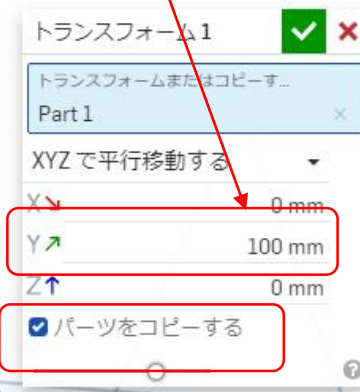 トランスフォーム 1
トランスフォームまたはコピーす...
Part 1
XYZ で平行移動する
X 0 mm
Y 100 mm
Z 0 mm
パーツをコピーする